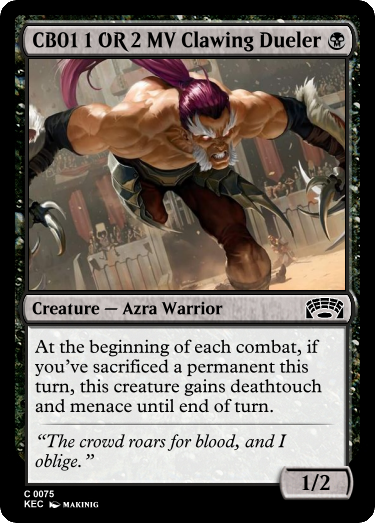 CB01 1 OR 2 MV Clawing Dueler
Creature — Azra Warrior
At the beginning of each combat, if
you’ve sacrificed a permanent this
turn, this creature gains deathtouch
and menace until end of turn.
“The crowd roars for blood, and I
oblige.”
1/2
C 0075
KEC MAKINIG